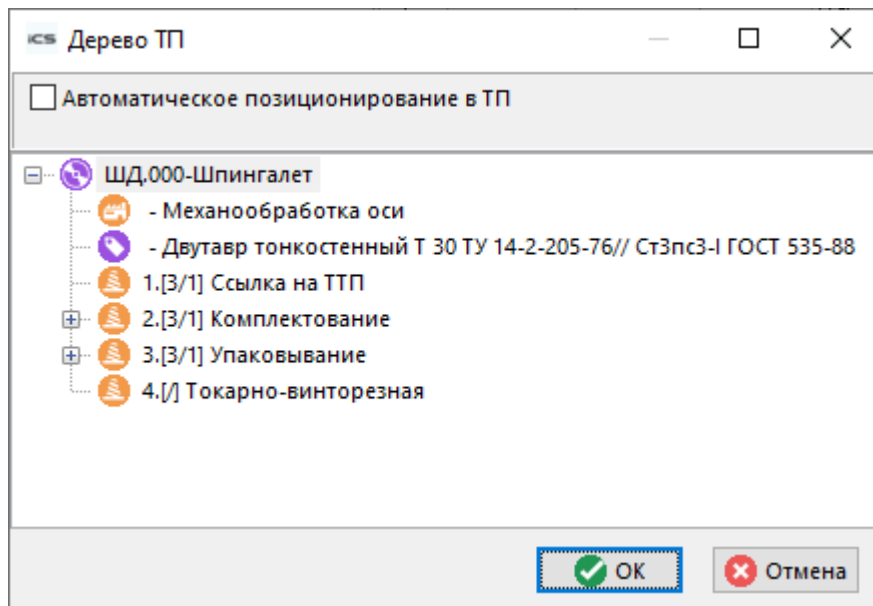 iCS Дерево ТП
Автоматическое позиционирование в ТП
ШД.000-Шпингалет
- Механообработка оси
- Двутавр тонкостенный Т 30 ТУ 14-2-205-76// Ст3пс3-I ГОСТ 535-88
1.[3/1] Ссылка на ТТП
2.[3/1] Комплектование
3.[3/1] Упаковывание
4.[/] Токарно-винторезная
ОК Отмена